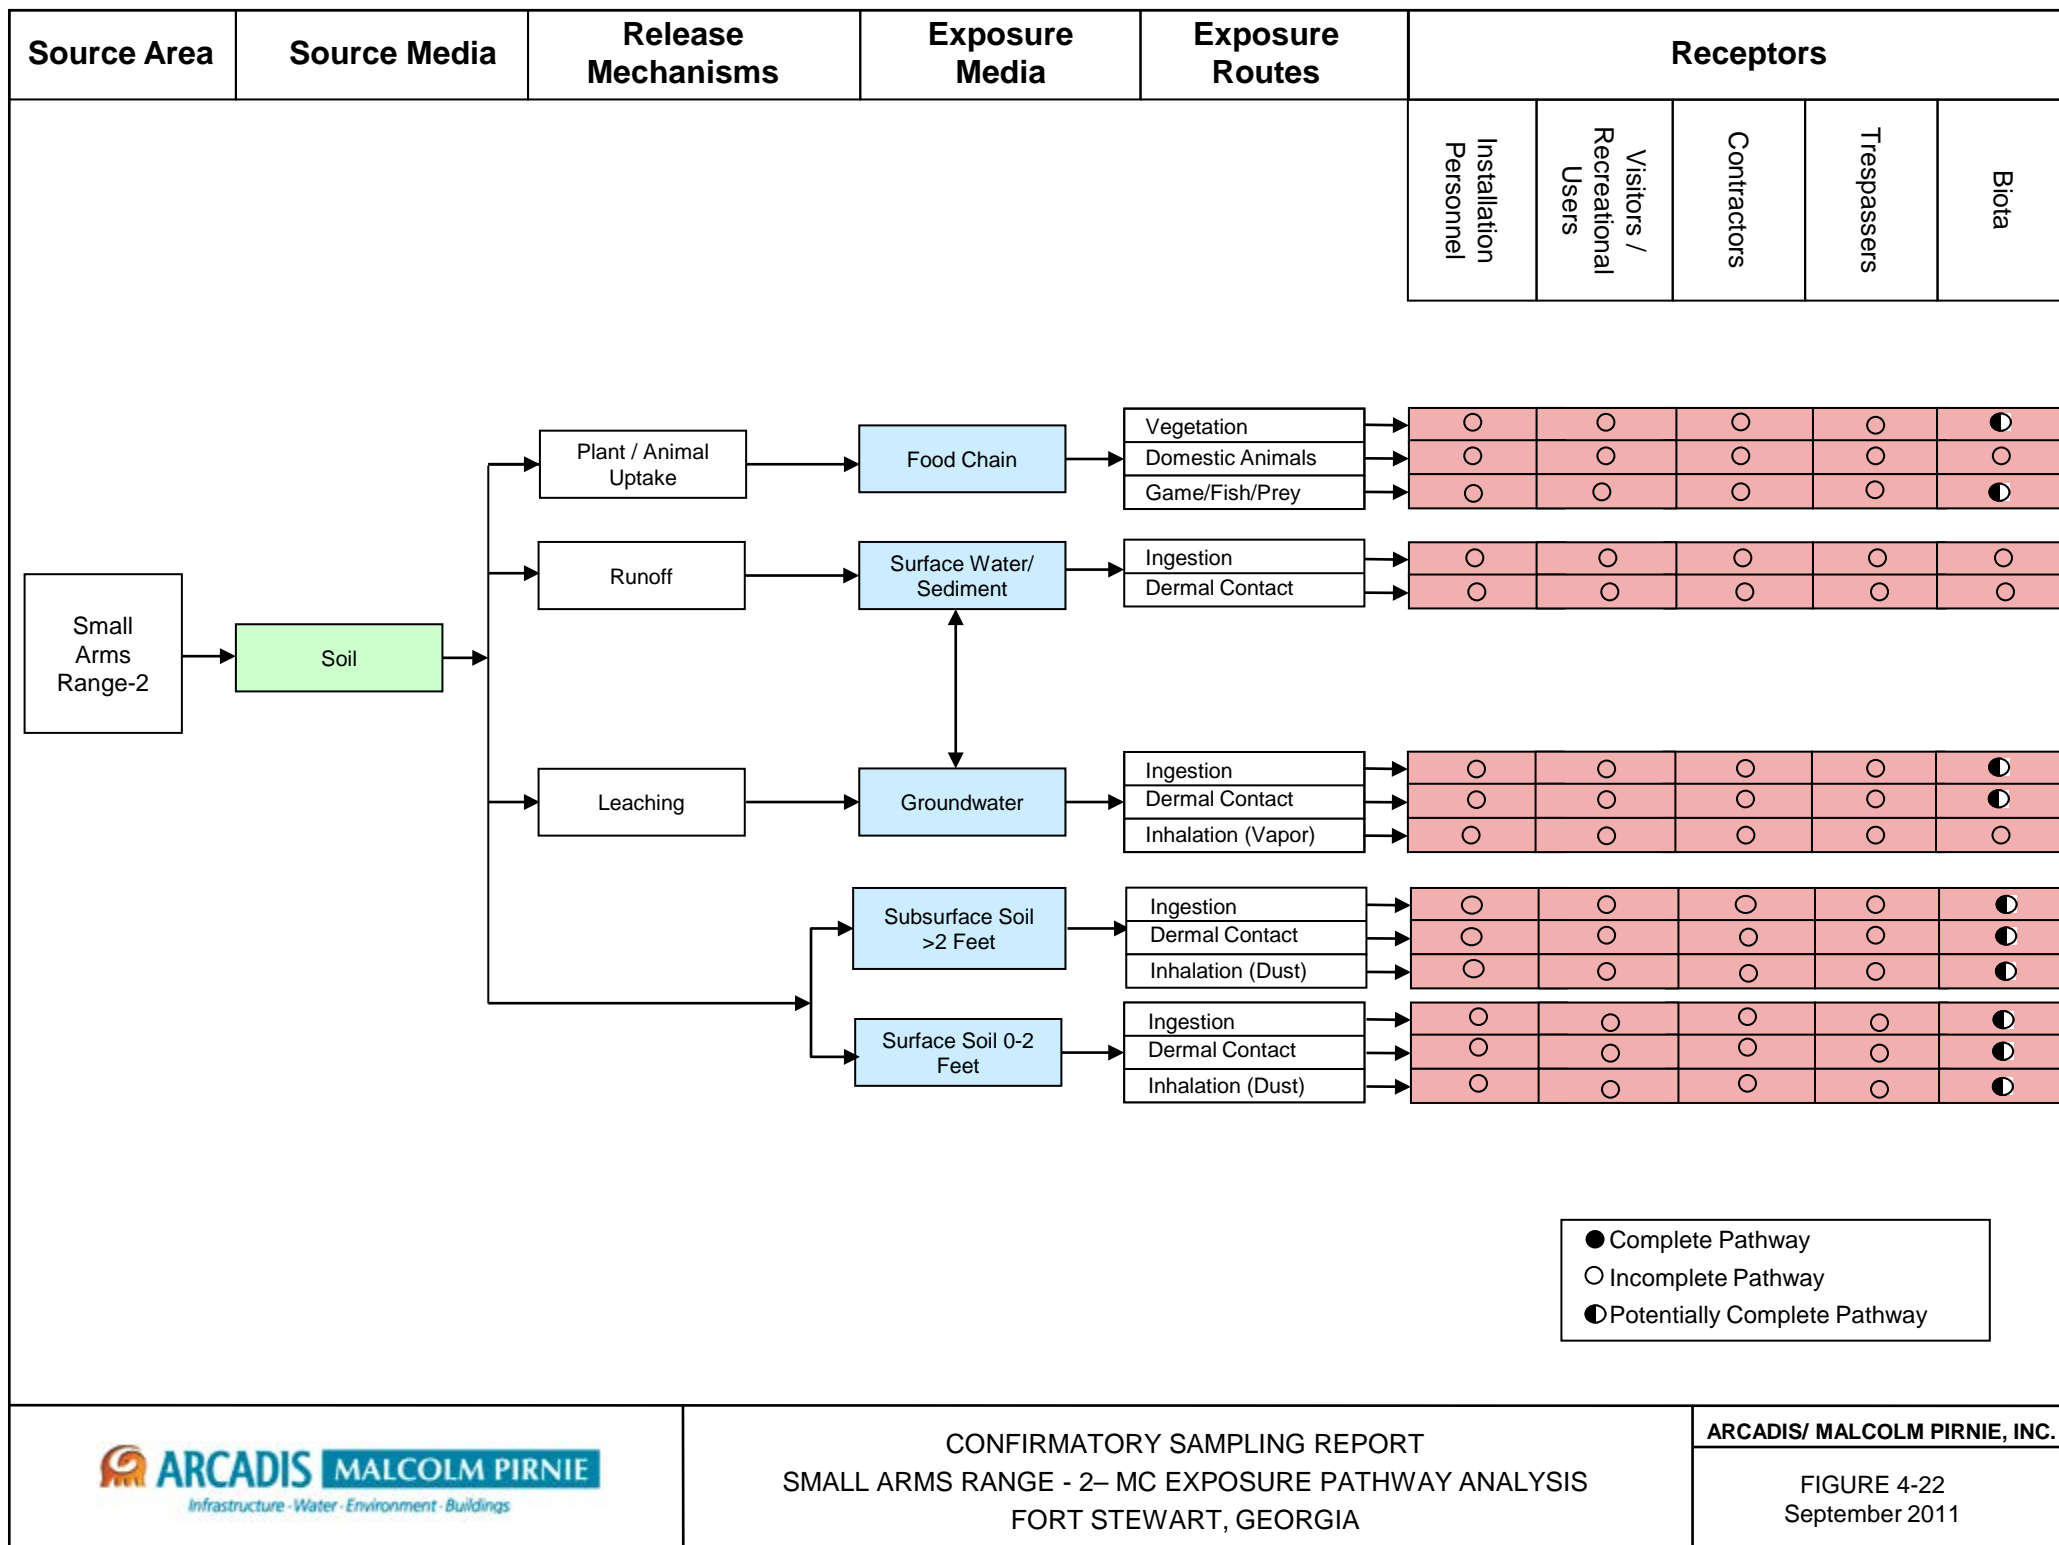 Source Area
Source Media
Release
Mechanisms
Exposure
Media
Exposure
Routes
Receptors
Installation
Personnel
Visitors /
Recreational
Users
Contractors
Trespassers
Biota
Plant / Animal
Uptake
Food Chain
Vegetation
Domestic Animals
Game/Fish/Prey
Runoff
Surface Water/
Sediment
Ingestion
Dermal Contact
Small
Arms
Range-2
Soil
Leaching
Groundwater
Ingestion
Dermal Contact
Inhalation (Vapor)
Subsurface Soil
>2 Feet
Ingestion
Dermal Contact
Inhalation (Dust)
Surface Soil 0-2
Feet
Ingestion
Dermal Contact
Inhalation (Dust)
Complete Pathway
Incomplete Pathway
Potentially Complete Pathway
ARCADIS MALCOLM PIRNIE
Infrastructure · Water · Environment · Buildings
CONFIRMATORY SAMPLING REPORT
SMALL ARMS RANGE - 2– MC EXPOSURE PATHWAY ANALYSIS
FORT STEWART, GEORGIA
ARCADIS/ MALCOLM PIRNIE, INC.
FIGURE 4-22
September 2011